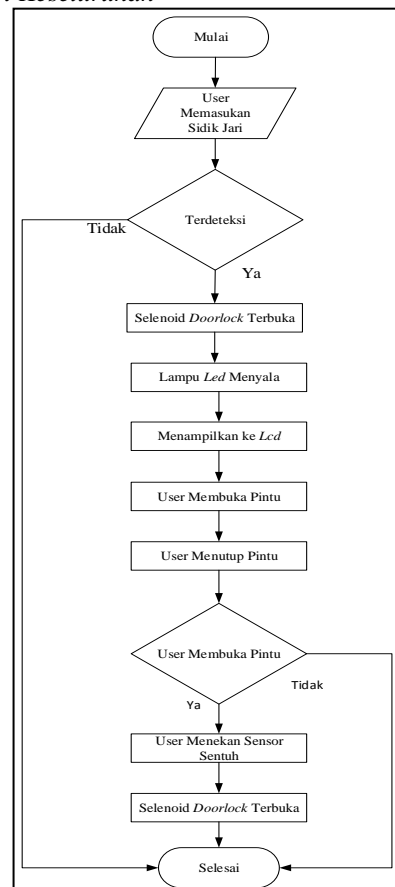 Mulai
User
Memasukan
Sidik Jari
Terdeteksi
Tidak
Ya
Selenoid Doorlock Terbuka
Lampu Led Menyala
Menampilkan ke Lcd
User Membuka Pintu
User Menutup Pintu
User Membuka Pintu
Tidak
Ya
User Menekan Sensor
Sentuh
Selenoid Doorlock Terbuka
Selesai